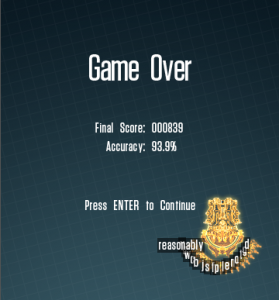 Game Over
Final Score: 000839
Accuracy: 93.9%
Press ENTER to Continue
reasonably